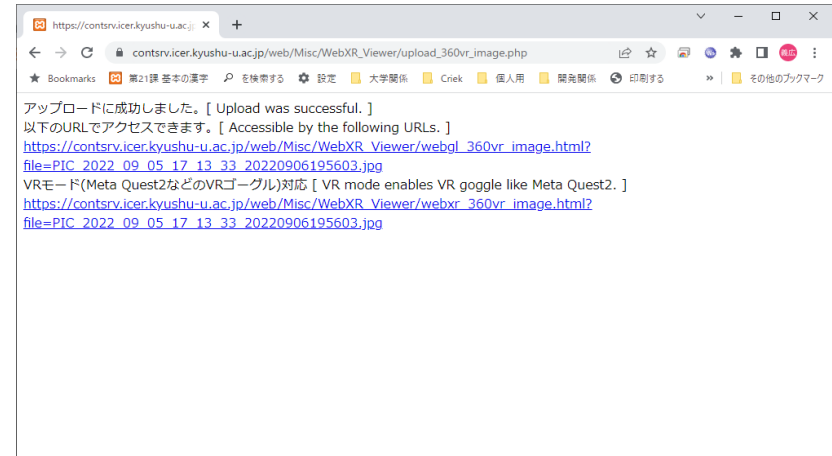 https://contsrv.icer.kyushu-u.ac.j
contsrv.icer.kyushu-u.ac.jp/web/Misc/WebXR_Viewer/upload_360vr_image.php
義広
Bookmarks 第21課 基本の漢字 を検索する 設定 大学関係 Criek 個人用 開発関係 印刷する » その他のブックマーク
アップロードに成功しました。[ Upload was successful. ]
以下のURLでアクセスできます。[ Accessible by the following URLs. ]
https://contsrv.icer.kyushu-u.ac.jp/web/Misc/WebXR_Viewer/webgl_360vr_image.html?
file=PIC_2022_09_05_17_13_33_20220906195603.jpg
VRモード(Meta Quest2などのVRゴーグル)対応 [ VR mode enables VR goggle like Meta Quest2. ]
https://contsrv.icer.kyushu-u.ac.jp/web/Misc/WebXR_Viewer/webxr_360vr_image.html?
file=PIC_2022_09_05_17_13_33_20220906195603.jpg